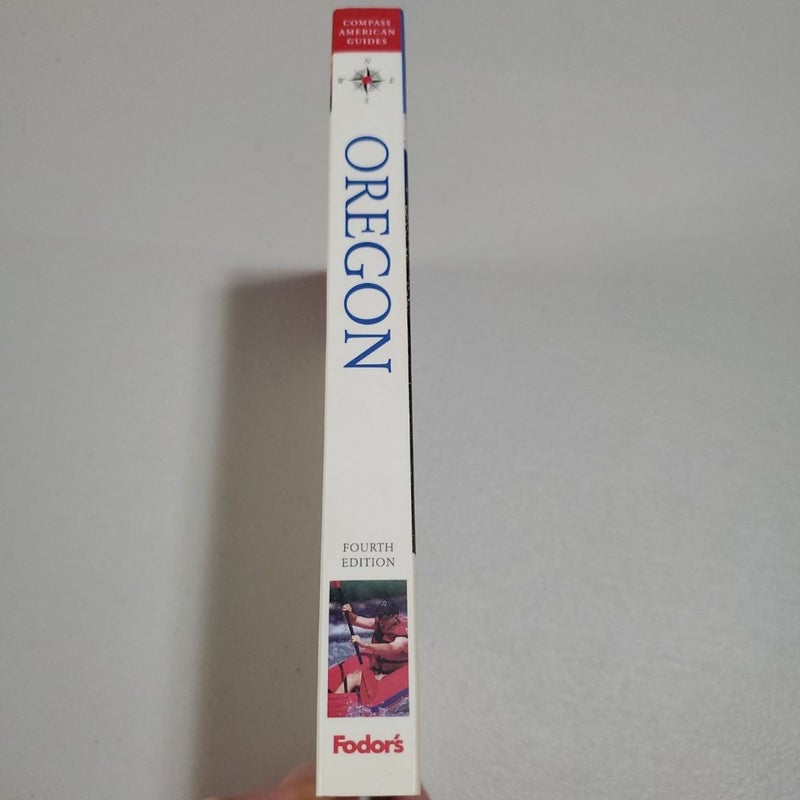 COMPASS
AMERICAN
GUIDES
N
W E
S
OREGON
FOURTH
EDITION
Fodor's